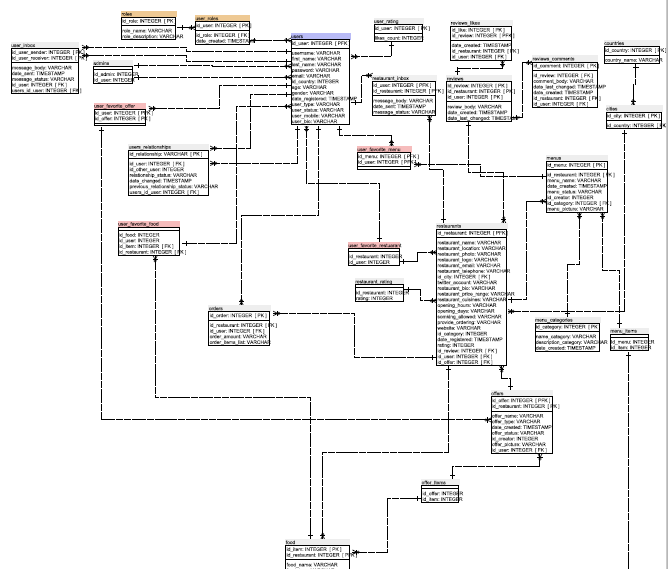 roles
id_role: INTEGER [ PK ]
role_name: VARCHAR
role_description: VARCHAR
user_roles
id_user: INTEGER [ PK ]
id_role: INTEGER [ FK ]
date_created: TIMESTAMP
users
id_user: INTEGER [ PK ]
username: VARCHAR
first_name: VARCHAR
last_name: VARCHAR
password: VARCHAR
email: VARCHAR
id_country: INTEGER
age: VARCHAR
gender: VARCHAR
date_registered: TIMESTAMP
user_type: VARCHAR
user_status: VARCHAR
user_mobile: VARCHAR
user_bio: VARCHAR
user_rating
id_user: INTEGER [ FK ]
likes_count: INTEGER
reviews_likes
id_like: INTEGER [ PK ]
id_review: INTEGER [ FK ]
date_created: TIMESTAMP
id_restaurant: INTEGER [ FK ]
id_user: INTEGER [ FK ]
countries
id_country: INTEGER [ PK ]
country_name: VARCHAR
user_inbox
id_user_sender: INTEGER [ FK ]
id_user_receiver: INTEGER [ FK ]
message_body: VARCHAR
date_sent: TIMESTAMP
message_status: VARCHAR
users_id_user: INTEGER [ FK ]
admins
id_admin: INTEGER
id_user: INTEGER
restaurant_inbox
id_user: INTEGER [ PK ]
id_restaurant: INTEGER [ PK ]
message_body: VARCHAR
date_sent: TIMESTAMP
message_status: VARCHAR
reviews
id_review: INTEGER [ PK ]
id_restaurant: INTEGER [ FK ]
id_user: INTEGER [ FK ]
review_body: VARCHAR
date_created: TIMESTAMP
date_last_changed: TIMESTAMP
reviews_comments
id_comment: INTEGER [ PK ]
id_review: INTEGER [ FK ]
comment_body: VARCHAR
date_last_changed: TIMESTAMP
date_created: TIMESTAMP
id_restaurant: INTEGER [ FK ]
id_user: INTEGER [ FK ]
cities
id_city: INTEGER [ PK ]
id_country: INTEGER [ FK ]
user_favorite_offer
id_user: INTEGER [ PK ]
id_offer: INTEGER [ FK ]
users_relationships
id_relationship: VARCHAR [ PK ]
id_user: INTEGER [ FK ]
id_other_user: INTEGER
relationship_status: VARCHAR
date_changed: TIMESTAMP
previous_relationship_status: VARCHAR
users_id_user: INTEGER [ FK ]
user_favorite_menu
id_menu: INTEGER [ FK ]
id_user: INTEGER [ FK ]
menus
id_menu: INTEGER [ PK ]
id_restaurant: INTEGER [ FK ]
menu_name: VARCHAR
date_created: TIMESTAMP
menu_status: VARCHAR
id_creator: INTEGER
id_category: INTEGER [ FK ]
menu_picture: VARCHAR
user_favorite_food
id_food: INTEGER
id_user: INTEGER
id_item: INTEGER [ FK ]
id_restaurant: INTEGER [ FK ]
user_favorite_restaurant
id_restaurant: INTEGER
id_user: INTEGER
restaurants
id_restaurant: INTEGER [ PFK ]
restaurant_name: VARCHAR
restaurant_location: VARCHAR
restaurant_photo: VARCHAR
restaurant_logo: VARCHAR
restaurant_email: VARCHAR
restaurant_telephone: VARCHAR
id_city: INTEGER [ FK ]
twitter_account: VARCHAR
restaurant_bio: VARCHAR
restaurant_price_range: VARCHAR
restaurant_cuisines: VARCHAR
opening_hours: VARCHAR
opening_days: VARCHAR
smoking_allowed: VARCHAR
provide_ordering: VARCHAR
website: VARCHAR
id_category: INTEGER
date_registered: TIMESTAMP
rating: INTEGER
id_review: INTEGER [ FK ]
id_user: INTEGER [ FK ]
id_offer: INTEGER [ FK ]
restaurant_rating
id_restaurant: INTEGER
rating: INTEGER
orders
id_order: INTEGER [ PK ]
id_restaurant: INTEGER [ FK ]
id_user: INTEGER [ FK ]
order_amount: VARCHAR
order_items_list: VARCHAR
menu_categories
id_category: INTEGER [ PK ]
name_category: VARCHAR
description_category: VARCHAR
date_created: TIMESTAMP
menu_items
id_menu: INTEGER
id_item: INTEGER
offers
id_offer: INTEGER [ PFK ]
id_restaurant: INTEGER [ FK ]
offer_name: VARCHAR
offer_type: VARCHAR
date_created: TIMESTAMP
offer_status: VARCHAR
id_creator: INTEGER
offer_picture: VARCHAR
id_user: INTEGER [ FK ]
offer_items
id_offer: INTEGER
id_item: INTEGER
food
id_item: INTEGER [ PK ]
id_restaurant: INTEGER [ PK ]
food_name: VARCHAR